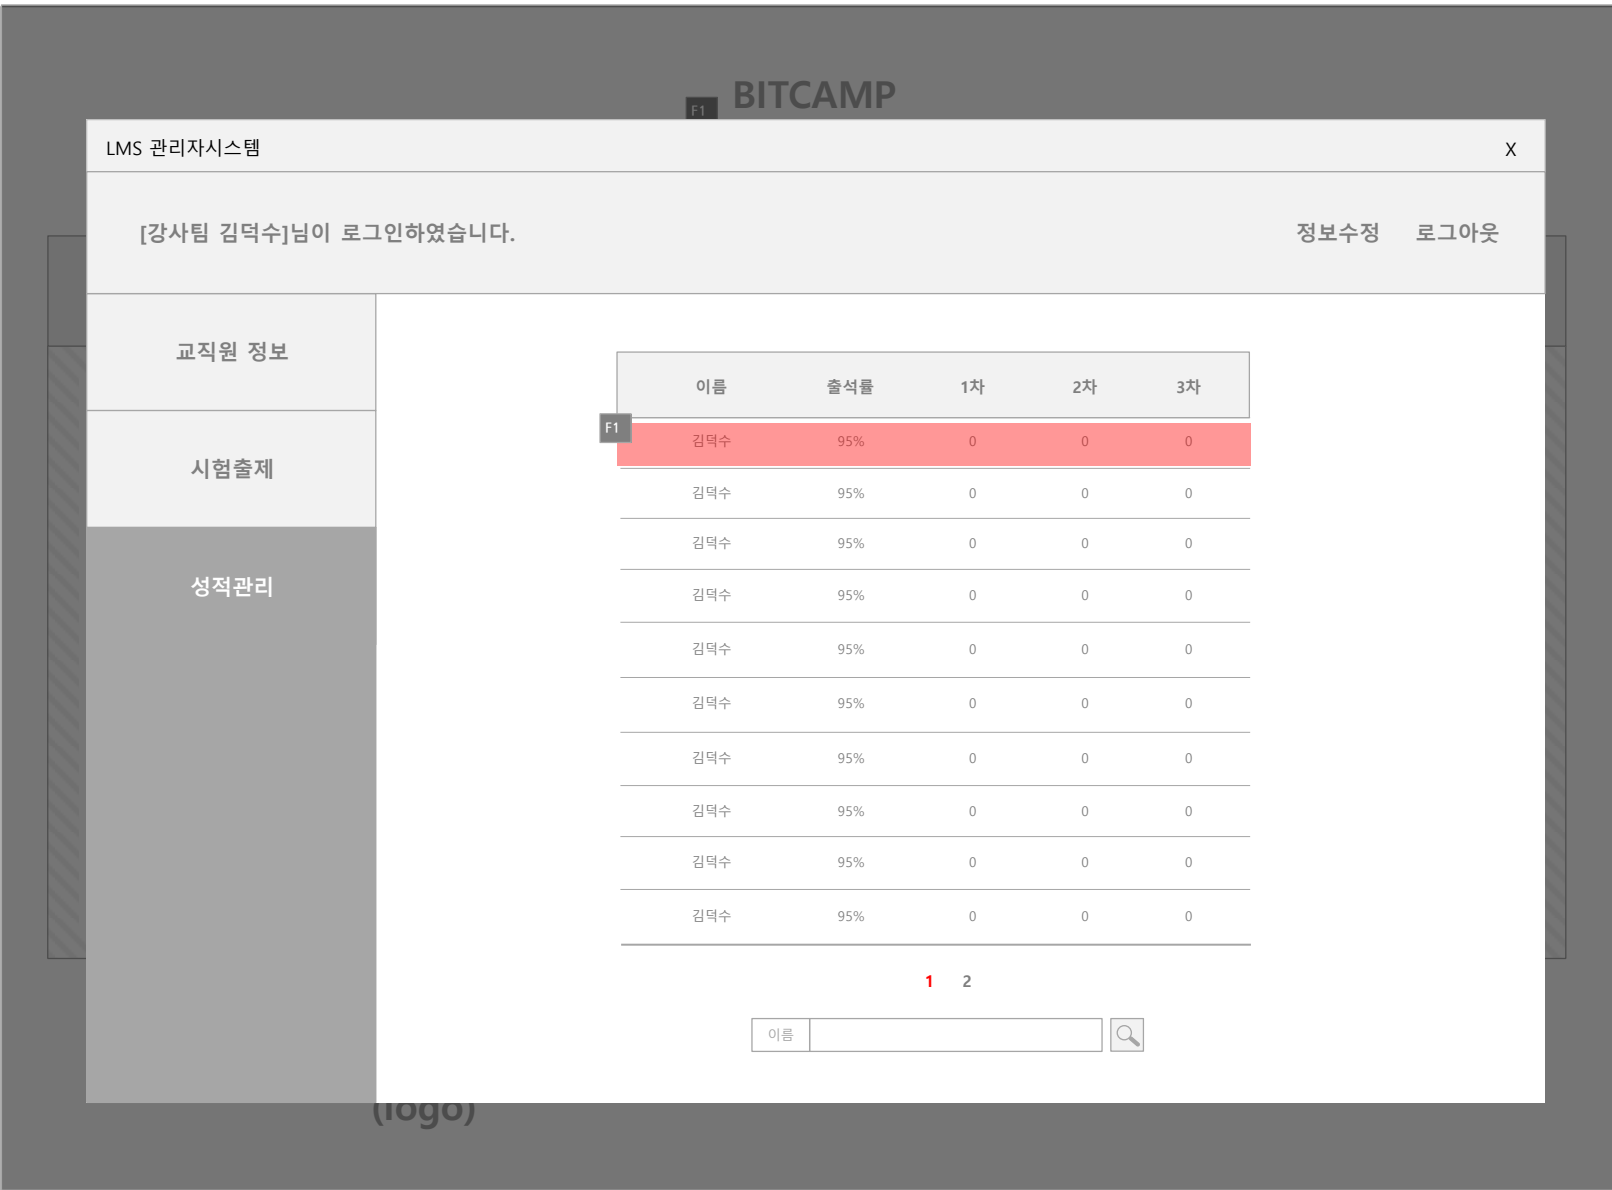 BITCAMP
F1
LMS 관리자시스템
X
[강사팀 김덕수]님이 로그인하였습니다.
정보수정 로그아웃
교직원 정보
시험출제
성적관리
이름 출석률 1차 2차 3차
F1
김덕수 95% 0 0 0
김덕수 95% 0 0 0
김덕수 95% 0 0 0
김덕수 95% 0 0 0
김덕수 95% 0 0 0
김덕수 95% 0 0 0
김덕수 95% 0 0 0
김덕수 95% 0 0 0
김덕수 95% 0 0 0
김덕수 95% 0 0 0
1 2
이름
(logo)